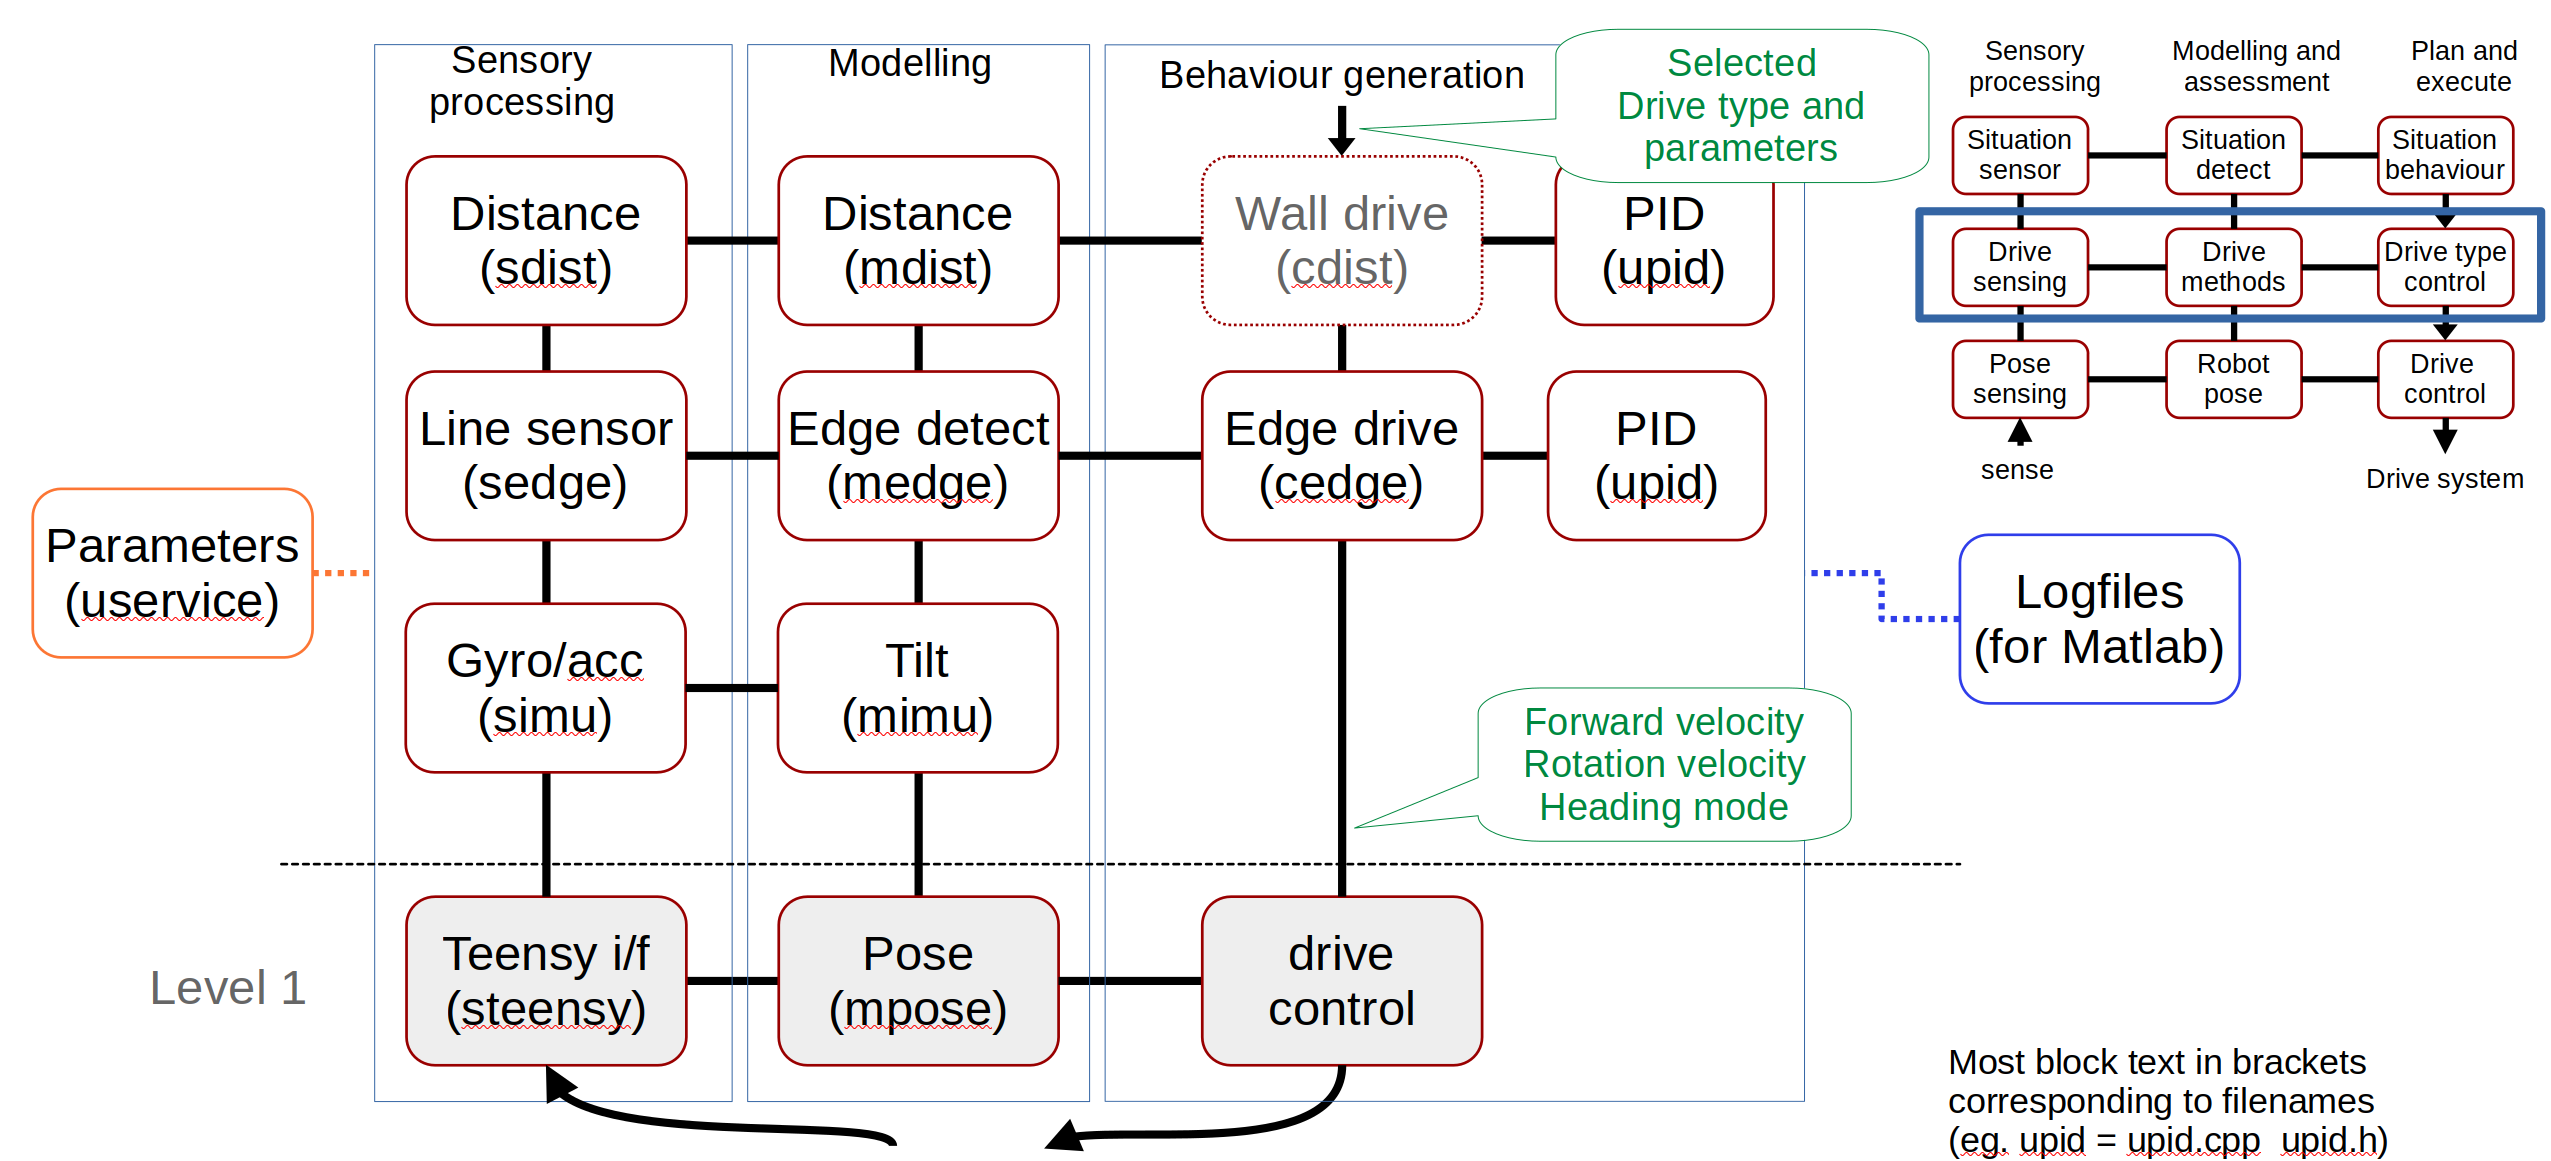 Sensory
processing
Modelling
Behaviour generation
Selected
Drive type and
parameters
Distance
(sdist)
Distance
(mdist)
Wall drive
(cdist)
PID
(upid)
Line sensor
(sedge)
Edge detect
(medge)
Edge drive
(cedge)
PID
(upid)
Parameters
(uservice)
Gyro/acc
(simu)
Tilt
(mimu)
Forward velocity
Rotation velocity
Heading mode
Level 1
Teensy i/f
(steensy)
Pose
(mpose)
drive
control
Sensory
processing
Modelling and
assessment
Plan and
execute
Situation
sensor
Situation
detect
Situation
behaviour
Drive
sensing
Drive
methods
Drive type
control
Pose
sensing
Robot
pose
Drive
control
sense
Drive system
Logfiles
(for Matlab)
Most block text in brackets
corresponding to filenames
(eg. upid = upid.cpp  upid.h)